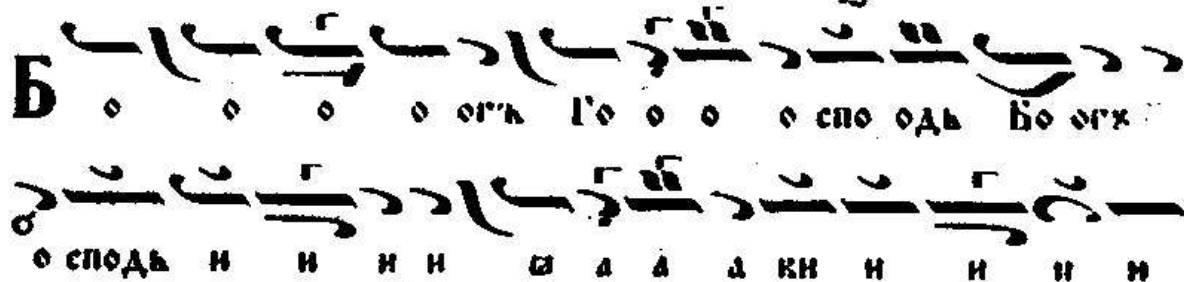 Б о о о о огъ Го о о о спо одь Бо огъ
о сподь и и и и ꙗ а а а ки и и и и